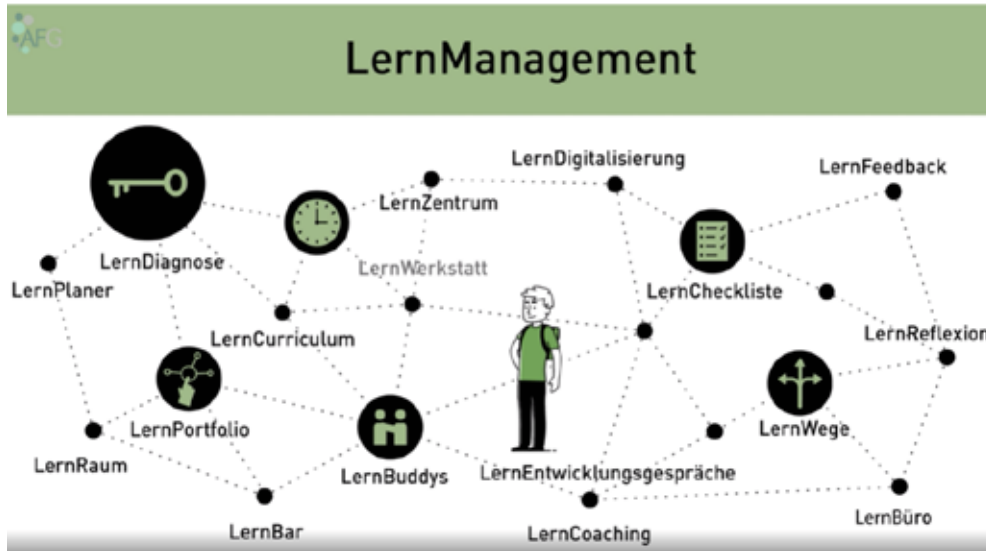 AFG
LernManagement
LernDigitalisierung
LernFeedback
LernZentrum
LernDiagnose
LernWerkstatt
LernPlaner
LernCheckliste
LernCurriculum
LernReflexion
LernPortfolio
LernWege
LernRaum
LernBuddys
LernEntwicklungsgespräche
LernBüro
LernBar
LernCoaching